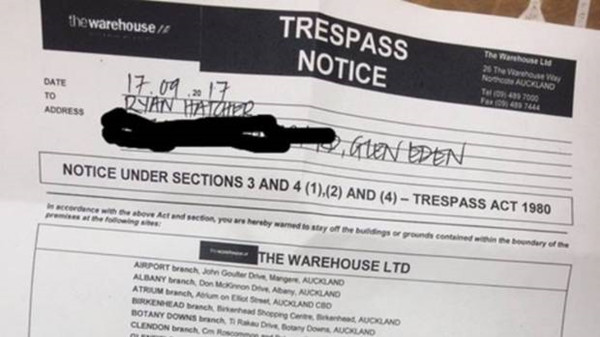 the warehouse
TRESPASS
NOTICE
The Warehouse Ltd
26 The Warehouse Way
Northcote AUCKLAND
Tel (09) 489 7000
Fax (09) 489 7444
DATE 17.09.2017
TO RYAN HATCHER
ADDRESS RD, GLEN EDEN
NOTICE UNDER SECTIONS 3 AND 4 (1),(2) AND (4) – TRESPASS ACT 1980
In accordance with the above Act and section, you are hereby warned to stay off the buildings or grounds contained within the boundary of the
premises at the following sites:
THE WAREHOUSE LTD
AIRPORT branch, John Goulter Drive, Mangere, AUCKLAND
ALBANY branch, Don McKinnon Drive, Albany, AUCKLAND
ATRIUM branch, Atrium on Elliot Street, AUCKLAND CBD
BIRKENHEAD branch, Birkenhead Shopping Centre, Birkenhead, AUCKLAND
BOTANY DOWNS branch, Ti Rakau Drive, Botany Downs, AUCKLAND
CLENDON branch, Crn Roscommon and